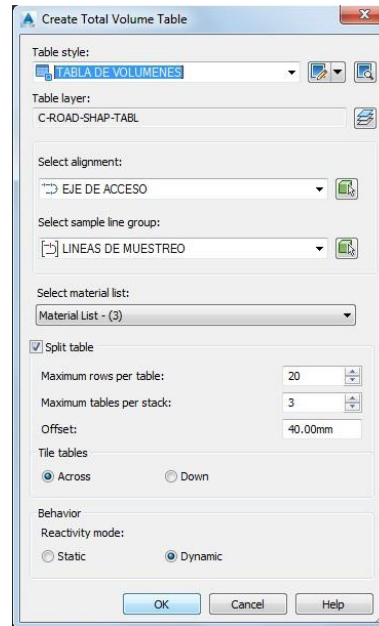 Create Total Volume Table
Table style:
TABLA DE VOLUMENES
Table layer:
C-ROAD-SHAP-TABL
Select alignment:
EJE DE ACCESO
Select sample line group:
LINEAS DE MUESTREO
Select material list:
Material List - (3)
Split table
Maximum rows per table: 20
Maximum tables per stack: 3
Offset: 40.00mm
Tile tables
Across Down
Behavior
Reactivity mode:
Static Dynamic
OK Cancel Help